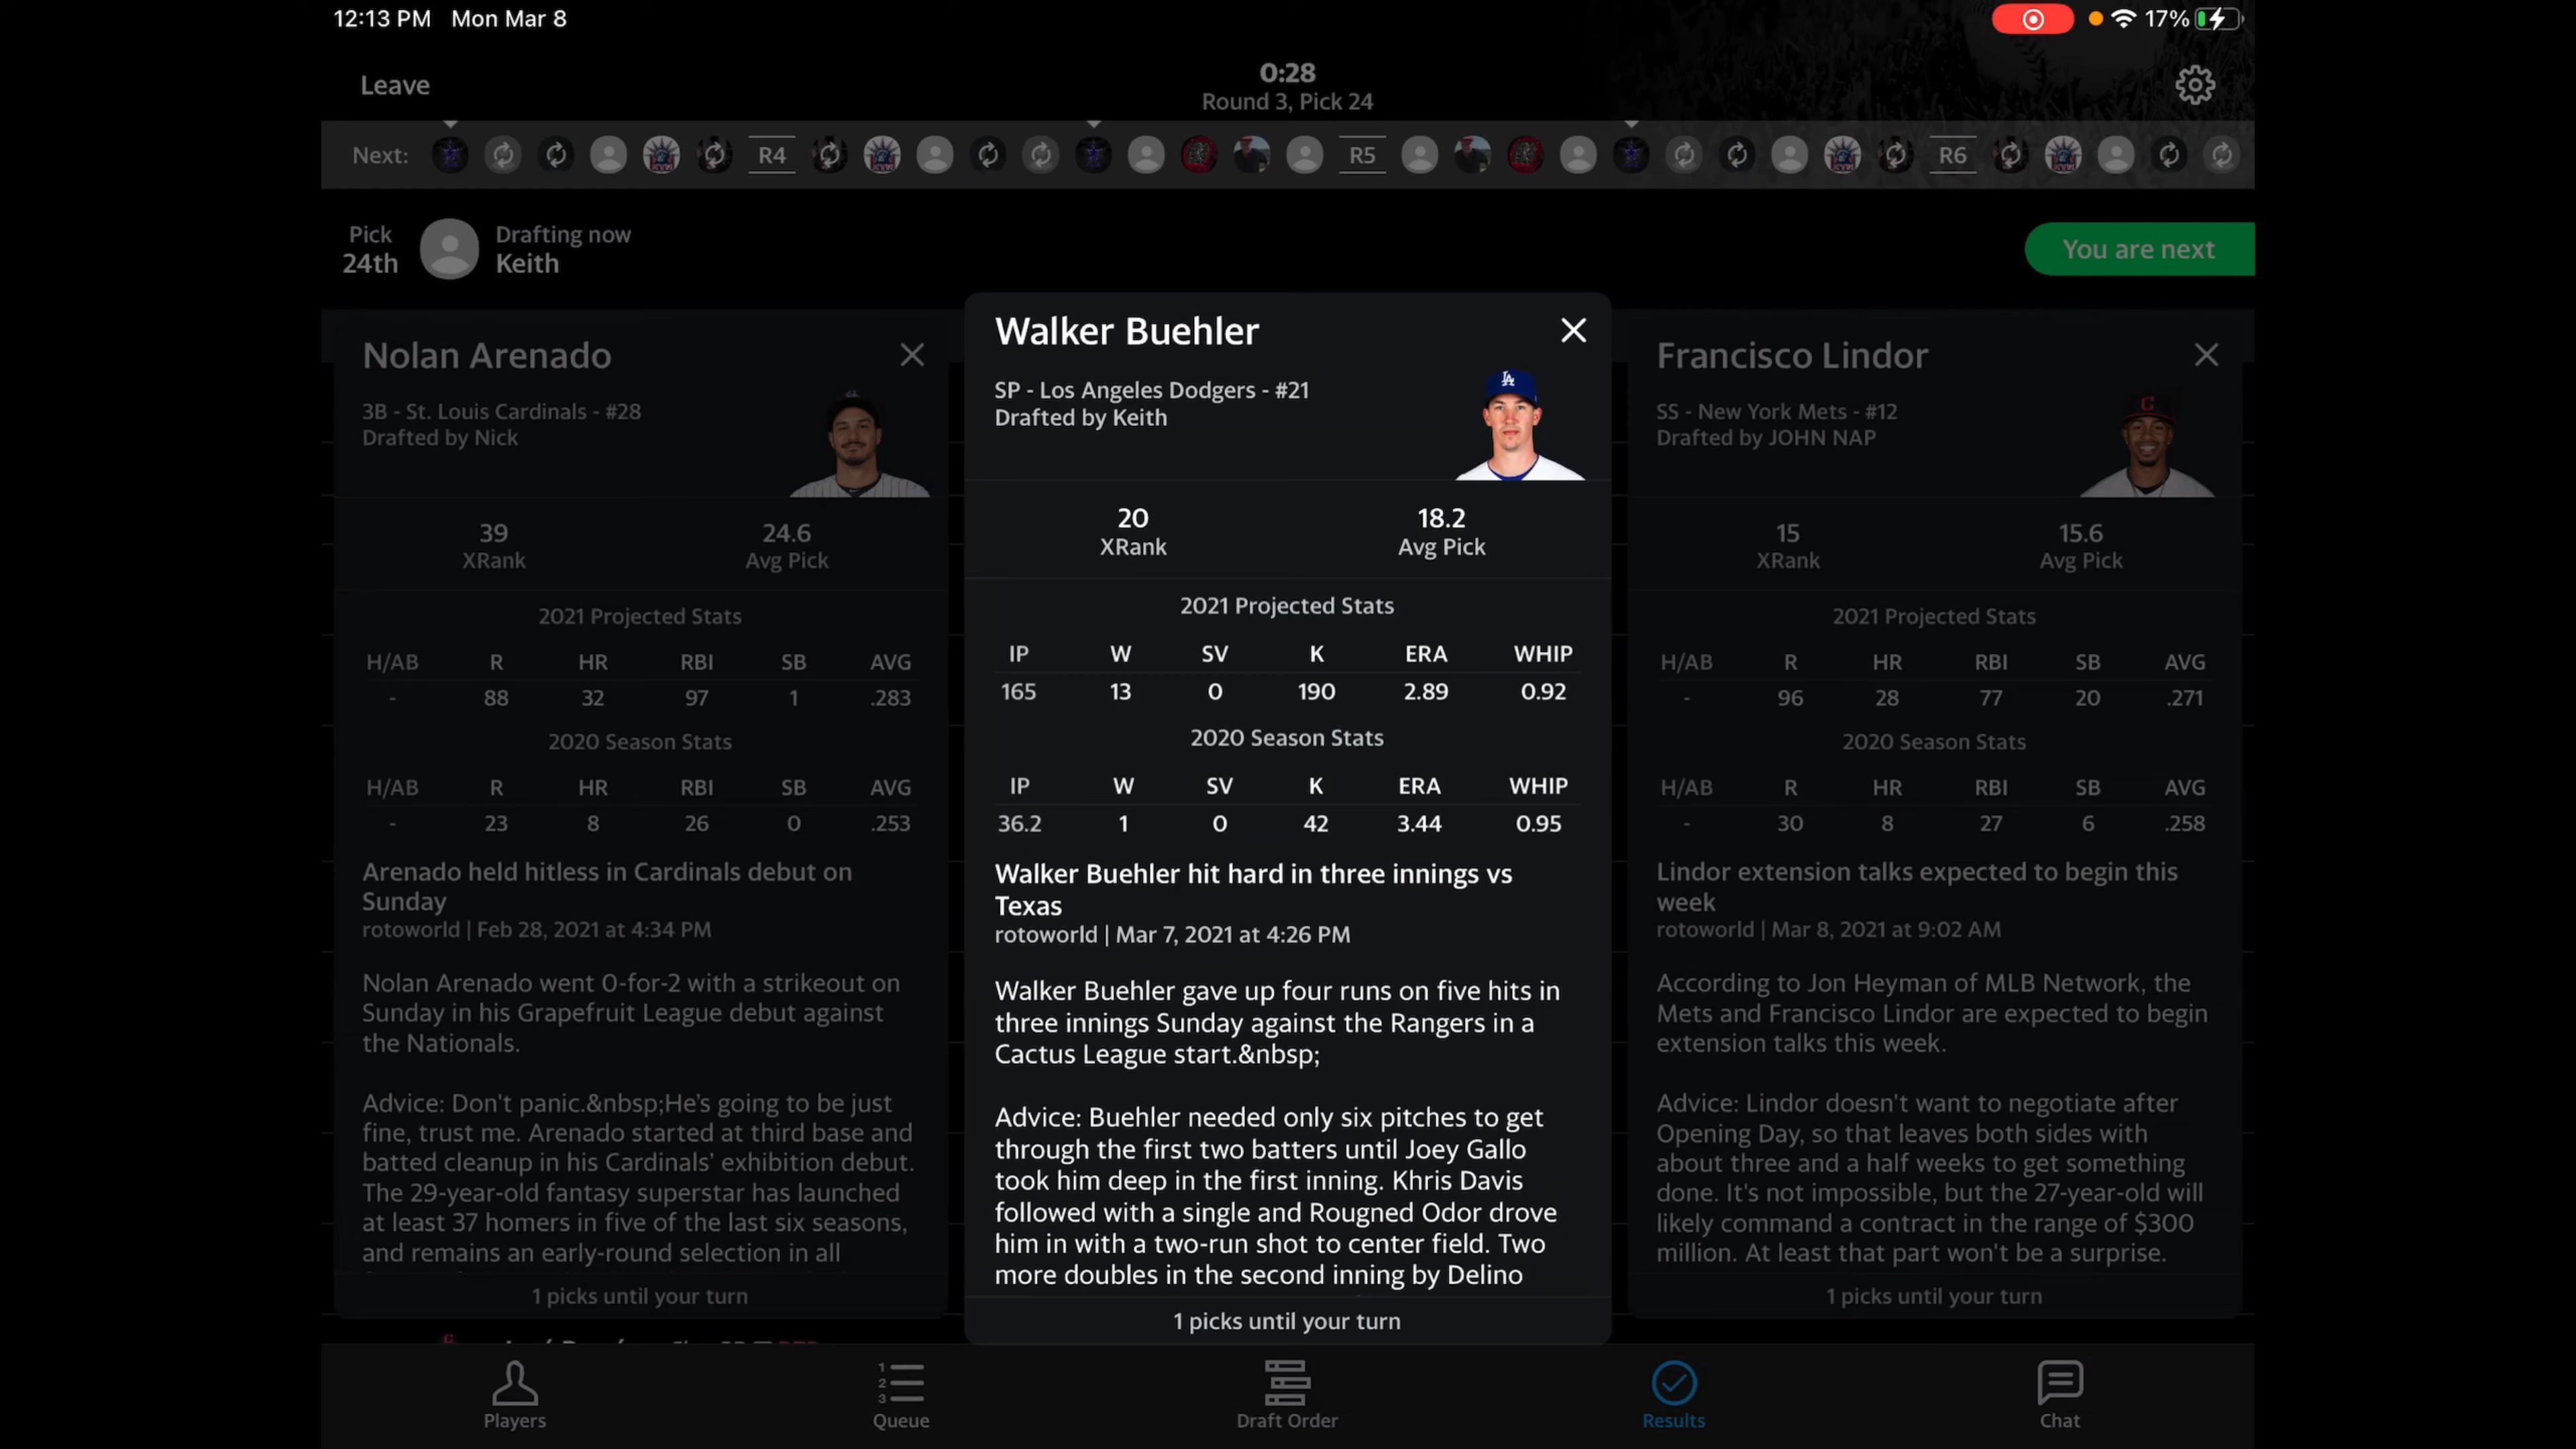 12:13 PM Mon Mar 8
17%
Leave
0:28
Round 3, Pick 24
Next:
R4
R5
R6
Pick
24th
Drafting now
Keith
You are next
Nolan Arenado
3B - St. Louis Cardinals - #28
Drafted by Nick
39
XRank
24.6
Avg Pick
2021 Projected Stats
H/AB R HR RBI SB AVG
- 88 32 97 1 .283
2020 Season Stats
H/AB R HR RBI SB AVG
- 23 8 26 0 .253
Arenado held hitless in Cardinals debut on
Sunday
rotoworld | Feb 28, 2021 at 4:34 PM
Nolan Arenado went 0-for-2 with a strikeout on
Sunday in his Grapefruit League debut against
the Nationals.
Advice: Don't panic.&nbsp;He's going to be just
fine, trust me. Arenado started at third base and
batted cleanup in his Cardinals' exhibition debut.
The 29-year-old fantasy superstar has launched
at least 37 homers in five of the last six seasons,
and remains an early-round selection in all
1 picks until your turn
Walker Buehler
SP - Los Angeles Dodgers - #21
Drafted by Keith
LA
20
XRank
18.2
Avg Pick
2021 Projected Stats
IP W SV K ERA WHIP
165 13 0 190 2.89 0.92
2020 Season Stats
IP W SV K ERA WHIP
36.2 1 0 42 3.44 0.95
Walker Buehler hit hard in three innings vs
Texas
rotoworld | Mar 7, 2021 at 4:26 PM
Walker Buehler gave up four runs on five hits in
three innings Sunday against the Rangers in a
Cactus League start.&nbsp;
Advice: Buehler needed only six pitches to get
through the first two batters until Joey Gallo
took him deep in the first inning. Khris Davis
followed with a single and Rougned Odor drove
him in with a two-run shot to center field. Two
more doubles in the second inning by Delino
1 picks until your turn
Francisco Lindor
SS - New York Mets - #12
Drafted by JOHN NAP
C
15
XRank
15.6
Avg Pick
2021 Projected Stats
H/AB R HR RBI SB AVG
- 96 28 77 20 .271
2020 Season Stats
H/AB R HR RBI SB AVG
- 30 8 27 6 .258
Lindor extension talks expected to begin this
week
rotoworld | Mar 8, 2021 at 9:02 AM
According to Jon Heyman of MLB Network, the
Mets and Francisco Lindor are expected to begin
extension talks this week.
Advice: Lindor doesn't want to negotiate after
Opening Day, so that leaves both sides with
about three and a half weeks to get something
done. It's not impossible, but the 27-year-old will
likely command a contract in the range of $300
million. At least that part won't be a surprise.
1 picks until your turn
Players
1
2
3
Queue
Draft Order
Results
Chat